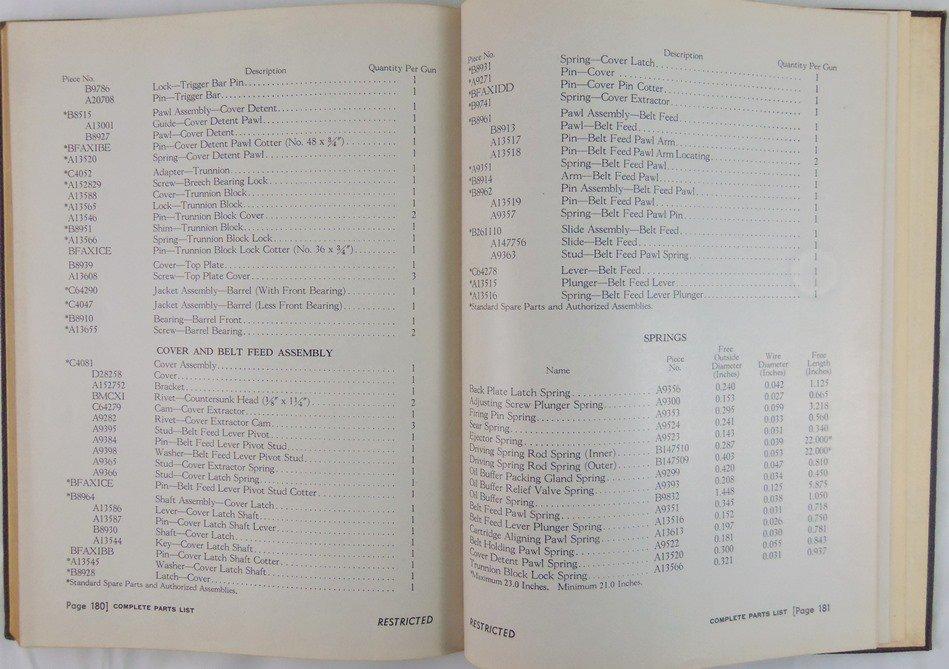 Piece No. Description Quantity Per Gun
B9786 Lock—Trigger Bar Pin 1
A20708 Pin—Trigger Bar 1
*B8515 Pawl Assembly—Cover Detent 1
A13001 Guide—Cover Detent Pawl 1
B8927 Pawl—Cover Detent 1
*BFAX1BE Pin—Cover Detent Pawl Cotter (No. 48 x ¾") 1
*A13520 Spring—Cover Detent Pawl 1
*C4052 Adapter—Trunnion 1
*A152829 Screw—Breech Bearing Lock 1
A13588 Cover—Trunnion Block 1
*A13565 Lock—Trunnion Block 1
A13546 Pin—Trunnion Block Cover 2
*B8951 Shim—Trunnion Block 1
*A13566 Spring—Trunnion Block Lock 1
BFAX1CE Pin—Trunnion Block Lock Cotter (No. 36 x ¾") 1
B8939 Cover—Top Plate 1
A13608 Screw—Top Plate Cover 3
*C64290 Jacket Assembly—Barrel (With Front Bearing) 1
*C4047 Jacket Assembly—Barrel (Less Front Bearing) 1
*B8910 Bearing—Barrel Front 1
*A13655 Screw—Barrel Bearing 2
COVER AND BELT FEED ASSEMBLY
*C4081 Cover Assembly 1
D28258 Cover 1
A152752 Bracket 1
BMCX1 Rivet—Countersunk Head (⅛" x 1¼") 2
C64279 Cam—Cover Extractor 1
A9282 Rivet—Cover Extractor Cam 3
A9395 Stud—Belt Feed Lever Pivot 1
A9384 Pin—Belt Feed Lever Pivot Stud 1
A9398 Washer—Belt Feed Lever Pivot Stud 1
A9365 Stud—Cover Extractor Spring 1
A9366 Stud—Cover Latch Spring 1
*BFAX1CE Pin—Belt Feed Lever Pivot Stud Cotter 1
*B8964 Shaft Assembly—Cover Latch 1
A13586 Lever—Cover Latch Shaft 1
A13587 Pin—Cover Latch Shaft Lever 1
B8930 Shaft—Cover Latch 1
A13544 Key—Cover Latch Shaft 1
BFAX1BB Pin—Cover Latch Shaft Cotter 1
*A13545 Washer—Cover Latch Shaft 1
*B8928 Latch—Cover 1
*Standard Spare Parts and Authorized Assemblies.
Page 180] COMPLETE PARTS LIST
RESTRICTED
Piece No. Description Quantity Per Gun
*B8931 Spring—Cover Latch 1
*A9271 Pin—Cover 1
*BFAX1DD Pin—Cover Pin Cotter 1
*B9741 Spring—Cover Extractor 1
*B8961 Pawl Assembly—Belt Feed 1
B8913 Pawl—Belt Feed 1
A13517 Pin—Belt Feed Pawl Arm 1
A13518 Pin—Belt Feed Pawl Arm Locating 2
*A9351 Spring—Belt Feed Pawl 1
*B8914 Arm—Belt Feed Pawl 1
*B8962 Pin Assembly—Belt Feed Pawl 1
A13519 Pin—Belt Feed Pawl 1
A9357 Spring—Belt Feed Pawl Pin 1
*B261110 Slide Assembly—Belt Feed 1
A147756 Slide—Belt Feed 1
A9363 Stud—Belt Feed Pawl Spring 1
*C64278 Lever—Belt Feed 1
*A13515 Plunger—Belt Feed Lever 1
*A13516 Spring—Belt Feed Lever Plunger 1
*Standard Spare Parts and Authorized Assemblies.
SPRINGS
Name Piece No. Free Outside Diameter (Inches) Wire Diameter (Inches) Free Length (Inches)
Back Plate Latch Spring A9356 0.240 0.042 1.125
Adjusting Screw Plunger Spring A9300 0.153 0.027 0.665
Firing Pin Spring A9353 0.295 0.059 3.218
Sear Spring A9524 0.241 0.033 0.560
Ejector Spring A9523 0.143 0.031 0.340
Driving Spring Rod Spring (Inner) B147510 0.287 0.039 22.000*
Driving Spring Rod Spring (Outer) B147509 0.403 0.053 22.000*
Oil Buffer Packing Gland Spring A9299 0.420 0.047 0.810
Oil Buffer Relief Valve Spring A9393 0.208 0.034 0.450
Oil Buffer Spring B9832 1.448 0.125 5.875
Belt Feed Pawl Spring A9351 0.345 0.038 1.050
Belt Feed Lever Plunger Spring A13516 0.152 0.031 0.718
Cartridge Aligning Pawl Spring A13613 0.197 0.026 0.750
Belt Holding Pawl Spring A9522 0.181 0.030 0.781
Cover Detent Pawl Spring A13520 0.300 0.055 0.843
Trunnion Block Lock Spring A13566 0.321 0.031 0.937
*Maximum 23.0 Inches. Minimum 21.0 Inches.
COMPLETE PARTS LIST [Page 181
RESTRICTED